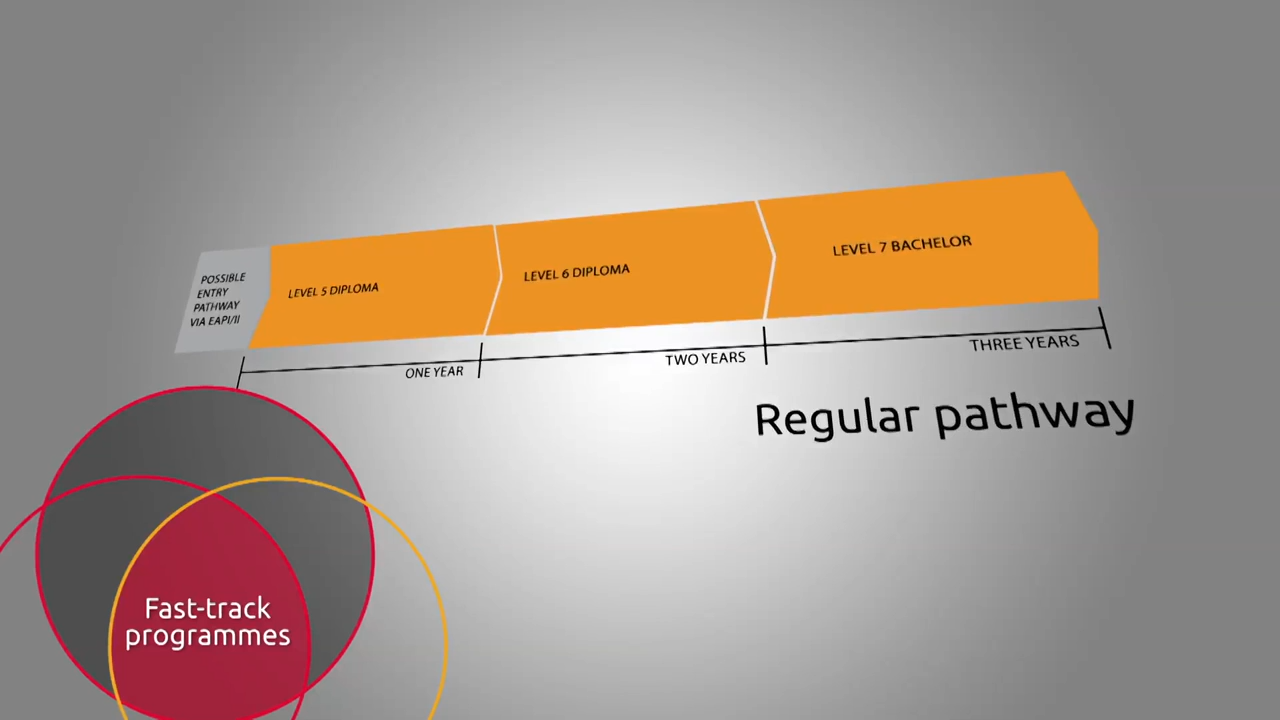 POSSIBLE
ENTRY
PATHWAY
VIA EAPI/II
LEVEL 5 DIPLOMA
LEVEL 6 DIPLOMA
LEVEL 7 BACHELOR
ONE YEAR
TWO YEARS
THREE YEARS
Regular pathway
Fast-track
programmes